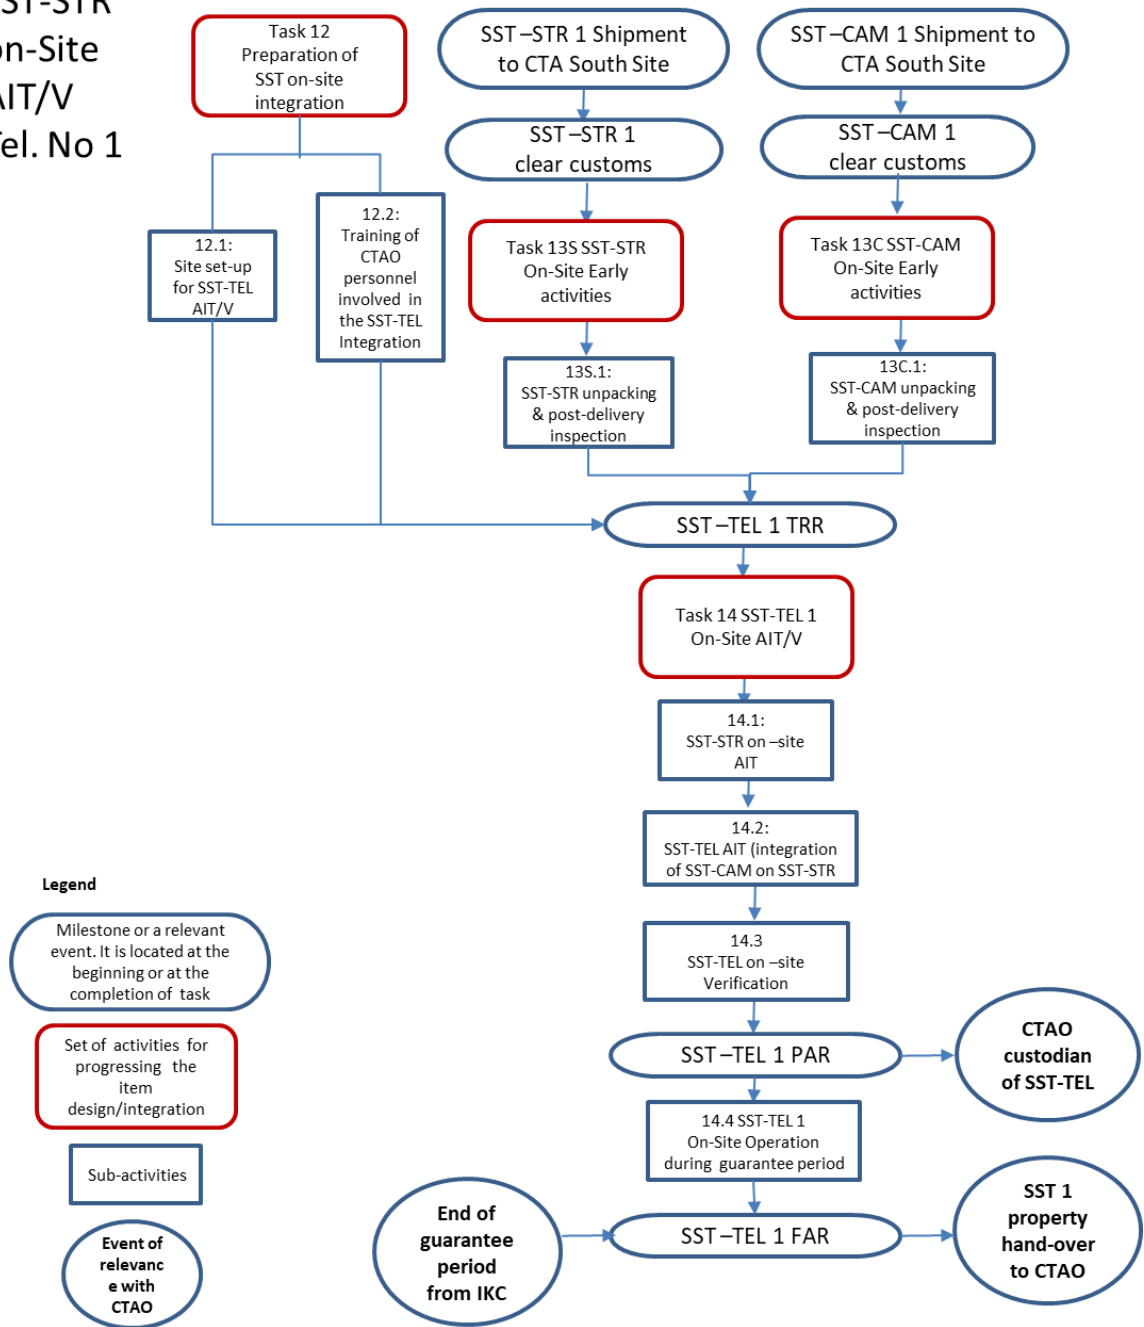 SST-STR
on-Site
AIT/V
Tel. No 1
Task 12
Preparation of
SST on-site
integration
SST –STR 1 Shipment
to CTA South Site
SST –CAM 1 Shipment to
CTA South Site
SST –STR 1
clear customs
SST –CAM 1
clear customs
12.1:
Site set-up
for SST-TEL
AIT/V
12.2:
Training of
CTAO
personnel
involved in
the SST-TEL
Integration
Task 13S SST-STR
On-Site Early
activities
Task 13C SST-CAM
On-Site Early
activities
13S.1:
SST-STR unpacking
& post-delivery
inspection
13C.1:
SST-CAM unpacking
& post-delivery
inspection
SST –TEL 1 TRR
Task 14 SST-TEL 1
On-Site AIT/V
14.1:
SST-STR on –site
AIT
14.2:
SST-TEL AIT (integration
of SST-CAM on SST-STR
14.3
SST-TEL on –site
Verification
SST –TEL 1 PAR
CTAO
custodian
of SST-TEL
14.4 SST-TEL 1
On-Site Operation
during guarantee period
End of
guarantee
period
from IKC
SST –TEL 1 FAR
SST 1
property
hand-over
to CTAO
Legend
Milestone or a relevant
event. It is located at the
beginning or at the
completion of task
Set of activities for
progressing the
item
design/integration
Sub-activities
Event of
relevanc
e with
CTAO